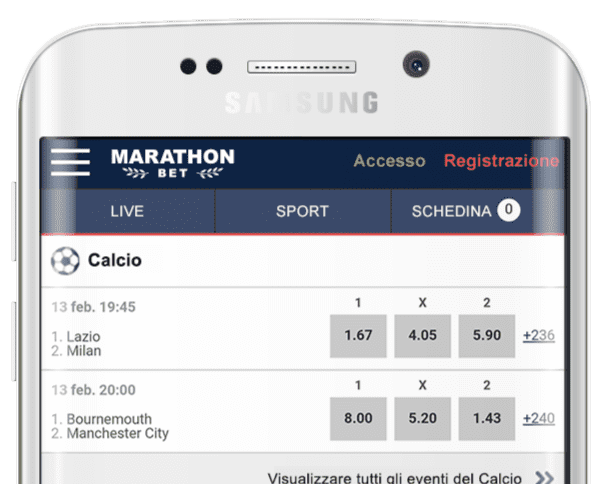 SAMSUNG
MARATHON
BET
Accesso
Registrazione
LIVE
SPORT
SCHEDINA 0
Calcio
13 feb. 19:45
1 X 2
1. Lazio
2. Milan
1.67 4.05 5.90 +236
13 feb. 20:00
1 X 2
1. Bournemouth
2. Manchester City
8.00 5.20 1.43 +240
Visualizzare tutti gli eventi del Calcio